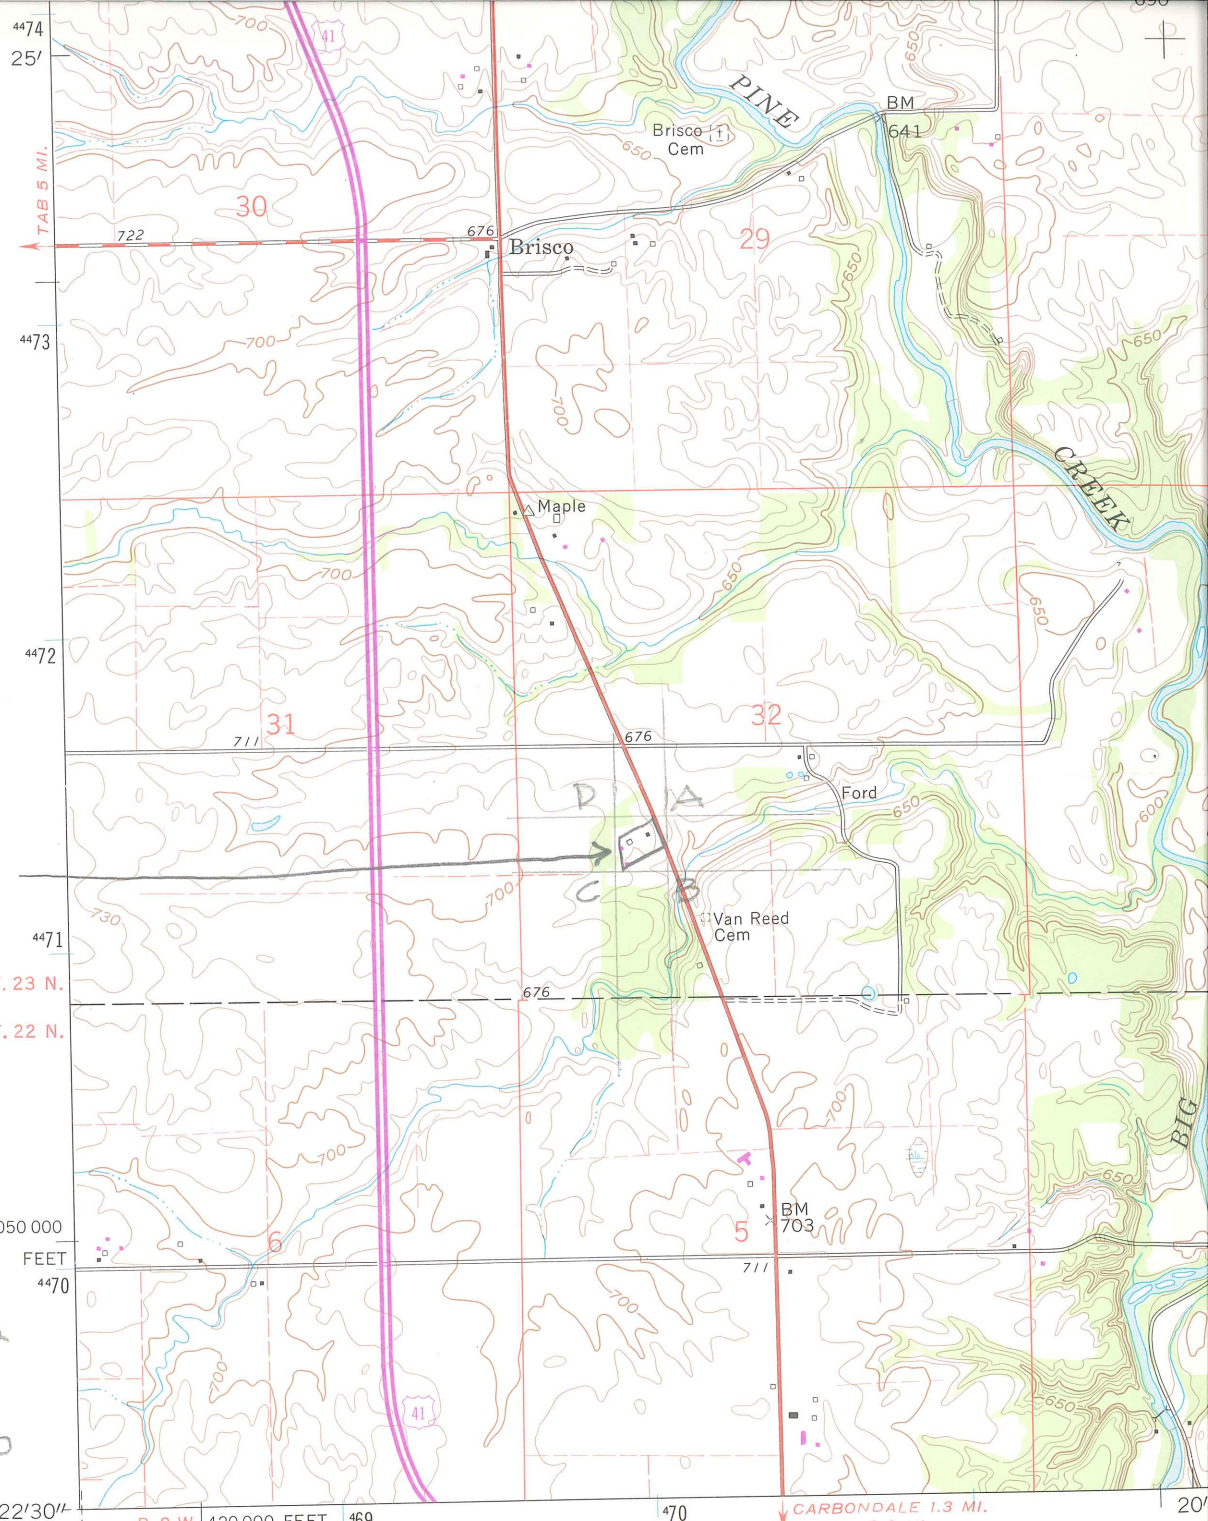 ⁴⁴74
25'
41
650
700
PINE
BM
641
Brisco
Cem
650
TAB 5 MI.
30
722
676
Brisco
29
650
⁴⁴73
700
700
650
CREEK
Maple
700
650
650
⁴⁴72
31
32
711
676
D
A
Ford
650
600
C
B
700
730
Van Reed
Cem
⁴⁴71
. 23 N.
676
. 22 N.
700
BIG
700
650
BM
703
5
050 000
FEET
6
711
⁴⁴70
700
700
41
650
22'30"
⁴69
⁴70
CARBONDALE 1.3 MI.
20'